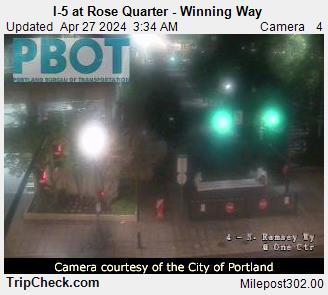 I-5 at Rose Quarter - Winning Way
Updated Apr 27 2024 3:34 AM Camera 4
PBOT
PORTLAND BUREAU OF TRANSPORTATION
4 - N. Ramsey Wy
@ One Ctr
Camera courtesy of the City of Portland
TripCheck.com Milepost302.00